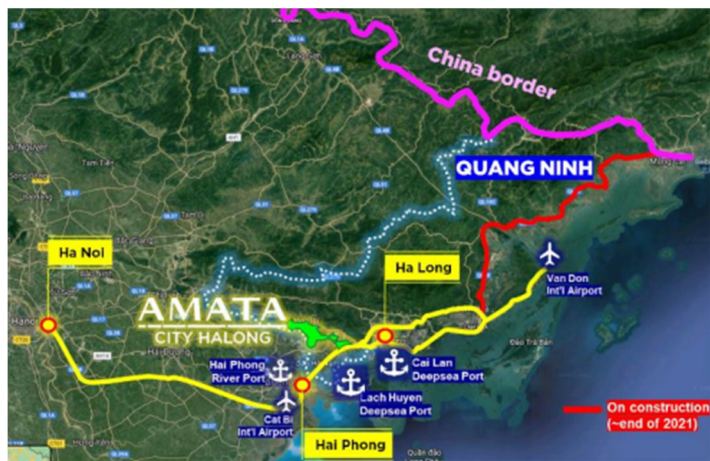 China border
QUANG NINH
Ha Noi
Ha Long
Van Don
Int'l Airport
AMATA
CITY HALONG
Hanoi
Hai Phong
River Port
Cai Lan
Deepsea Port
Lach Huyen
Deepsea Port
Cat Bi
Int'l Airport
Hai Phong
On construction
(~end of 2021)